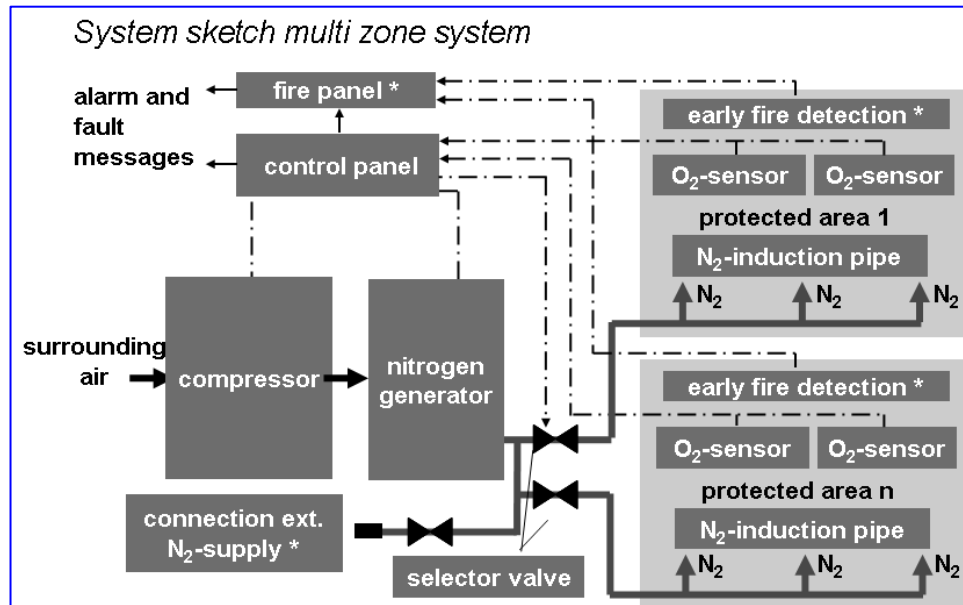 System sketch multi zone system
alarm and
fault
messages
fire panel *
control panel
early fire detection *
O₂-sensor
O₂-sensor
protected area 1
N₂-induction pipe
N₂
N₂
N₂
surrounding
air
compressor
nitrogen
generator
early fire detection *
O₂-sensor
O₂-sensor
protected area n
N₂-induction pipe
N₂
N₂
N₂
connection ext.
N₂-supply *
selector valve